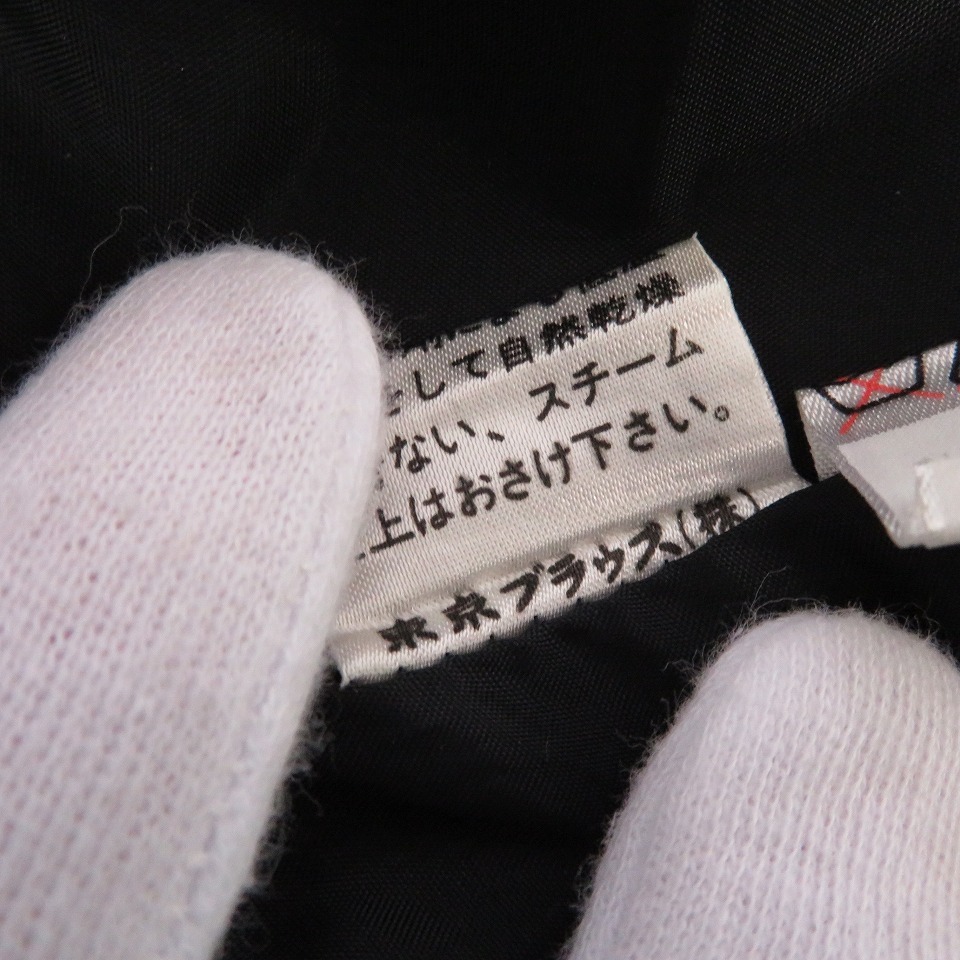 して自然乾燥
ない、スチーム
上はおさけ下さい。
東京ブラウス(株)